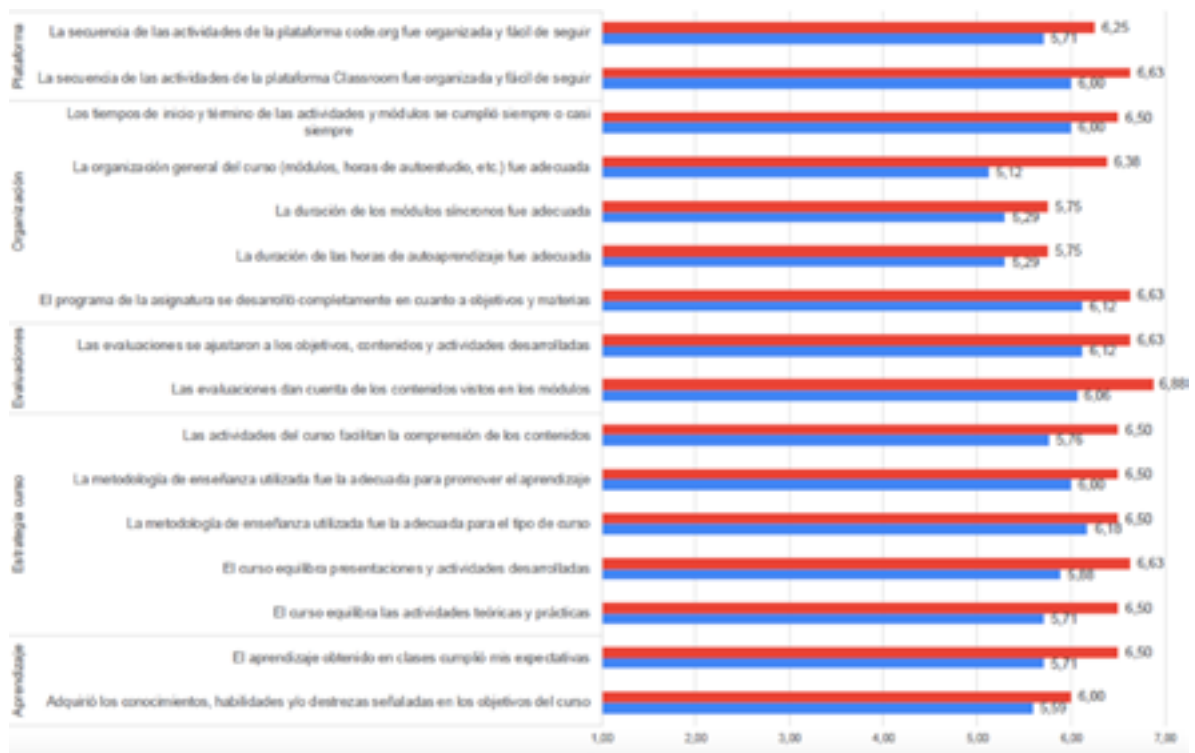 Plataforma
La secuencia de las actividades de la plataforma code.org fue organizada y fácil de seguir
6,25
5,71
La secuencia de las actividades de la plataforma Classroom fue organizada y fácil de seguir
6,63
6,00
Organización
Los tiempos de inicio y término de las actividades y módulos se cumplió siempre o casi
siempre
6,50
6,00
La organización general del curso (módulos, horas de autoestudio, etc.) fue adecuada
6,38
5,12
La duración de los módulos síncronos fue adecuada
5,75
5,29
La duración de las horas de autoaprendizaje fue adecuada
5,75
5,29
El programa de la asignatura se desarrolló completamente en cuanto a objetivos y materias
6,63
6,12
Evaluaciones
Las evaluaciones se ajustaron a los objetivos, contenidos y actividades desarrolladas
6,63
6,12
Las evaluaciones dan cuenta de los contenidos vistos en los módulos
6,88
6,06
Estrategia curso
Las actividades del curso facilitan la comprensión de los contenidos
6,50
5,76
La metodología de enseñanza utilizada fue la adecuada para promover el aprendizaje
6,50
6,00
La metodología de enseñanza utilizada fue la adecuada para el tipo de curso
6,50
6,18
El curso equilibra presentaciones y actividades desarrolladas
6,63
5,88
El curso equilibra las actividades teóricas y prácticas
6,50
5,71
Aprendizaje
El aprendizaje obtenido en clases cumplió mis expectativas
6,50
5,71
Adquirió los conocimientos, habilidades y/o destrezas señaladas en los objetivos del curso
6,00
5,59
1,00 2,00 3,00 4,00 5,00 6,00 7,00